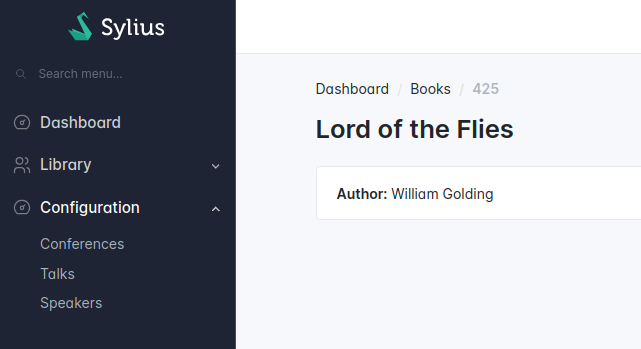 Sylius
Search menu...
Dashboard
Library
Configuration
Conferences
Talks
Speakers
Dashboard / Books / 425
Lord of the Flies
Author: William Golding